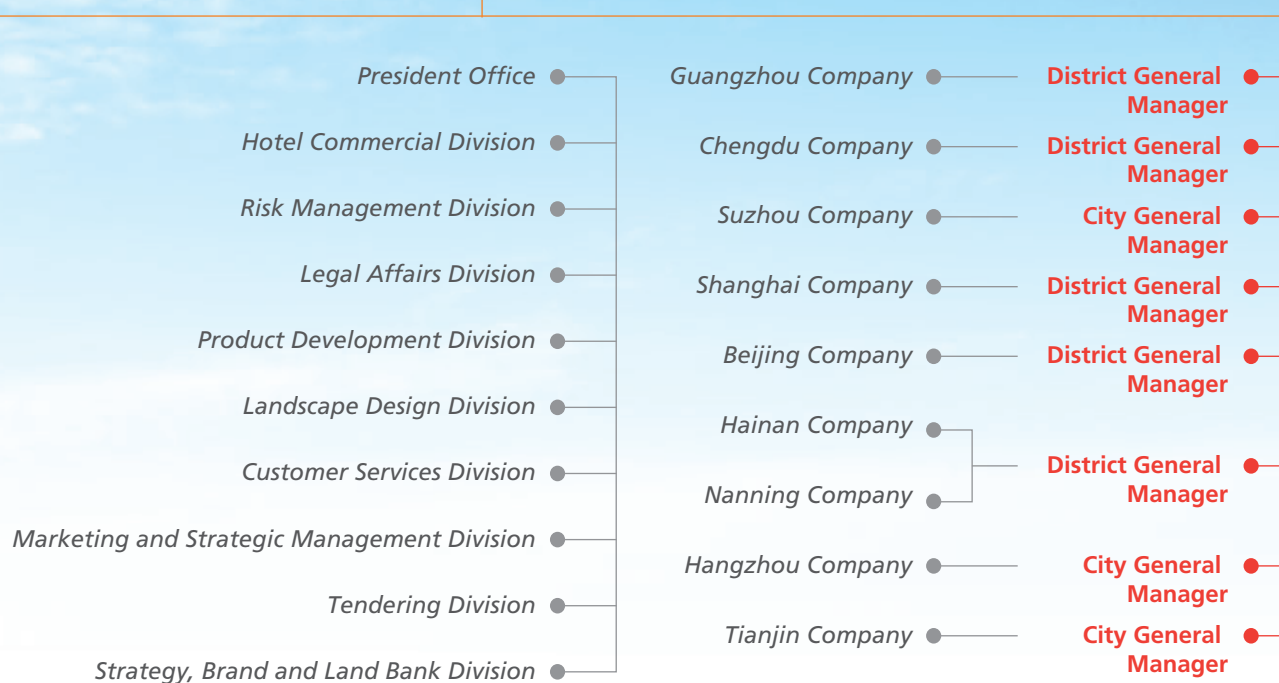 President Office
Hotel Commercial Division
Risk Management Division
Legal Affairs Division
Product Development Division
Landscape Design Division
Customer Services Division
Marketing and Strategic Management Division
Tendering Division
Strategy, Brand and Land Bank Division
Guangzhou Company
District General
Manager
Chengdu Company
District General
Manager
Suzhou Company
City General
Manager
Shanghai Company
District General
Manager
Beijing Company
District General
Manager
Hainan Company
Nanning Company
District General
Manager
Hangzhou Company
City General
Manager
Tianjin Company
City General
Manager